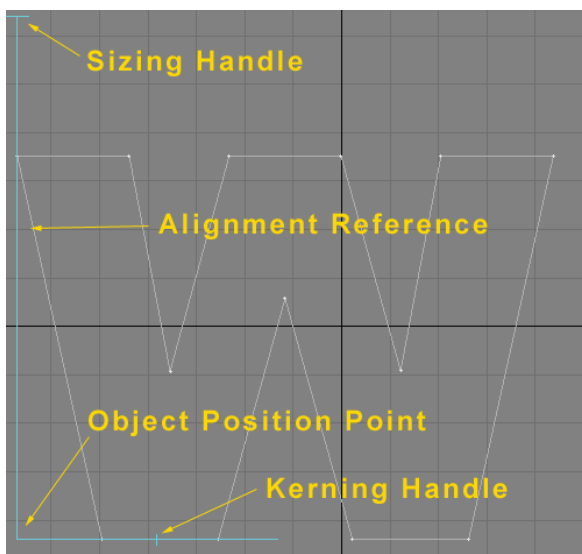 Sizing Handle
Alignment Reference
Object Position Point
Kerning Handle